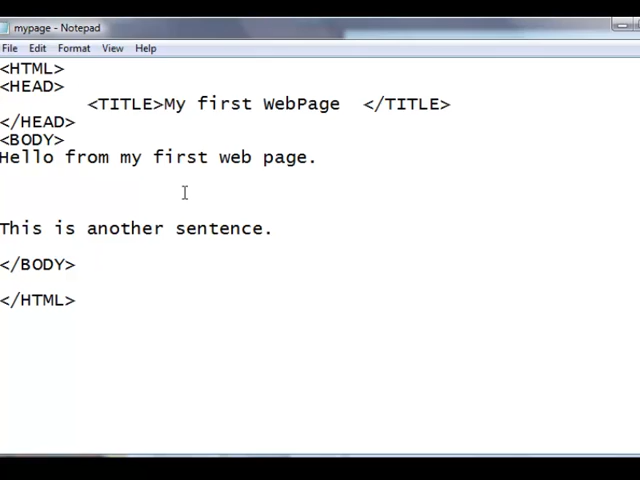 mypage - Notepad
File Edit Format View Help
<HTML>
<HEAD>
<TITLE>My first WebPage </TITLE>
</HEAD>
<BODY>
Hello from my first web page.
This is another sentence.
</BODY>
</HTML>